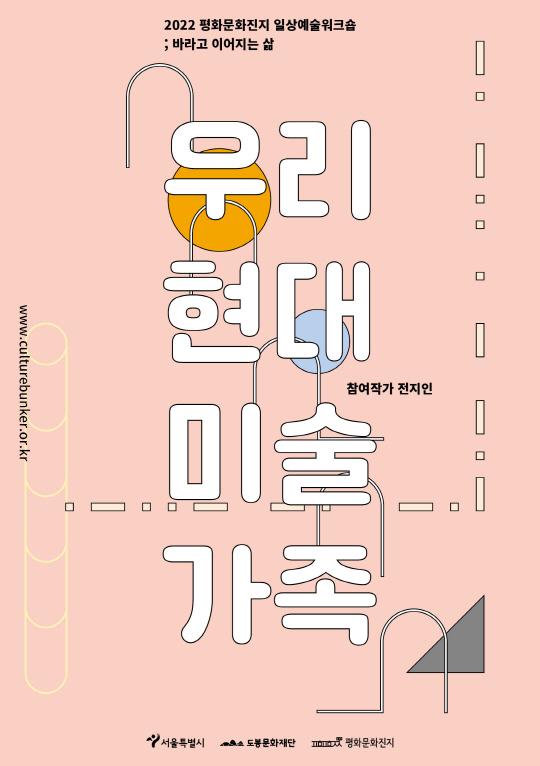 2022 평화문화진지 일상예술워크숍
; 바라고 이어지는 삶
우리
현대
미술
가족
참여작가 전지인
www.culturebunker.or.kr
서울특별시
도봉문화재단
평화문화진지